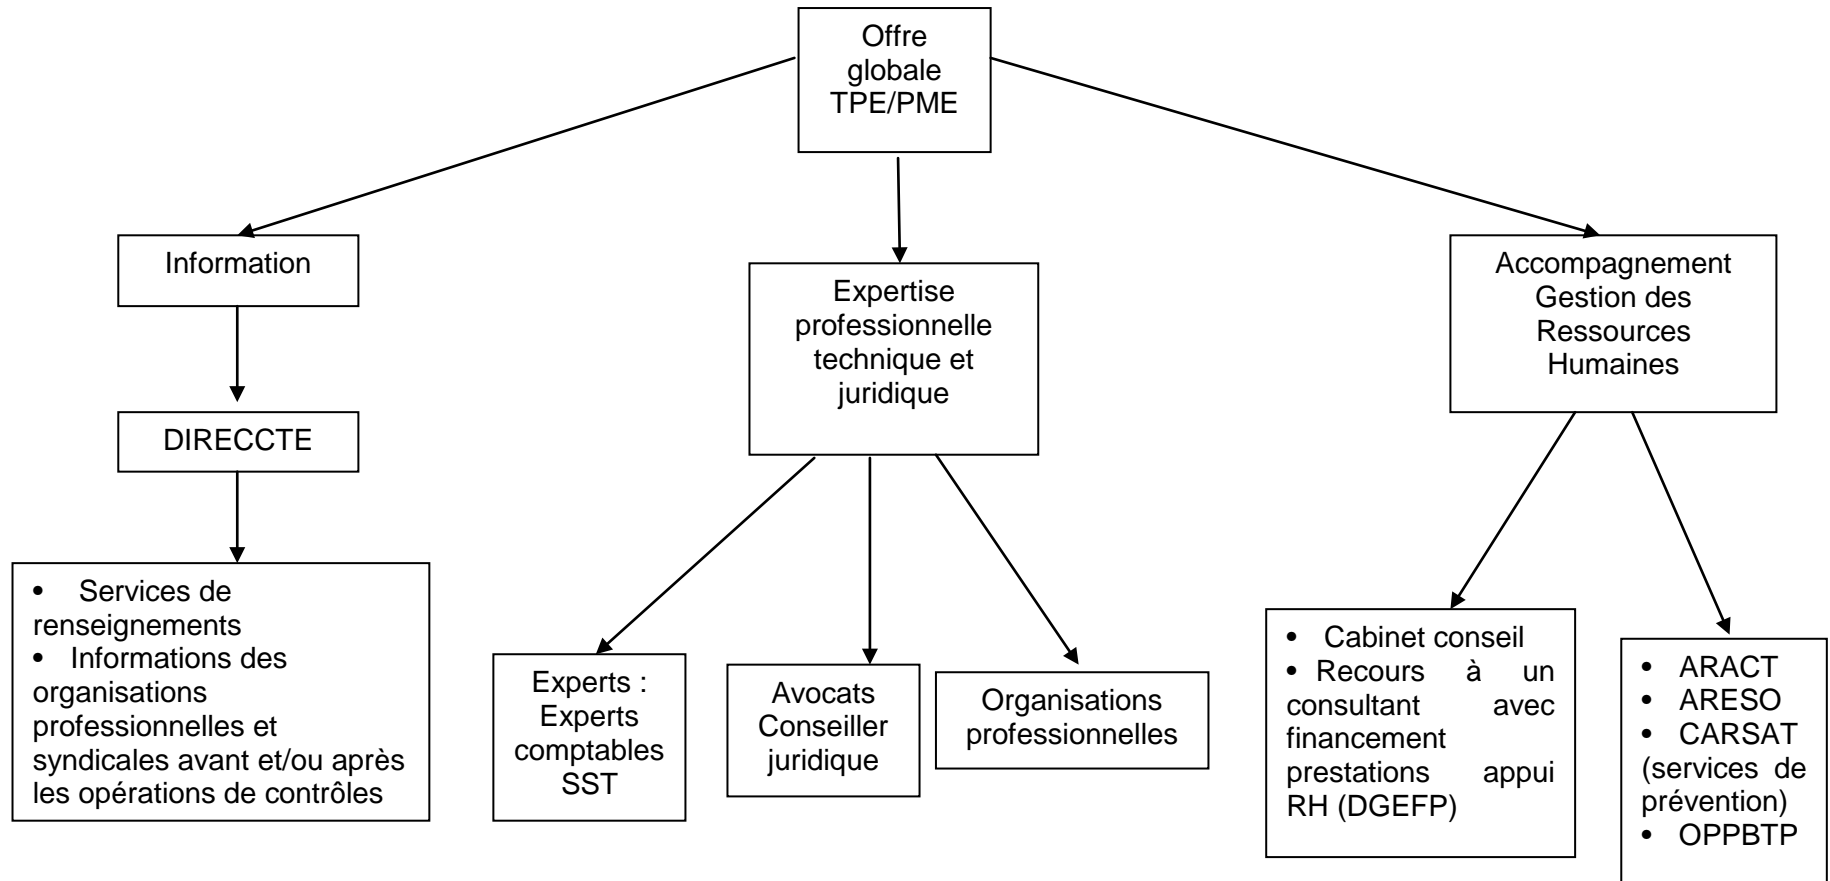 Offre
globale
TPE/PME
Information
Expertise
professionnelle
technique et
juridique
Accompagnement
Gestion des
Ressources
Humaines
DIRECCTE
• Services de
renseignements
• Informations des
organisations
professionnelles et
syndicales avant et/ou après
les opérations de contrôles
Experts :
Experts
comptables
SST
Avocats
Conseiller
juridique
Organisations
professionnelles
• Cabinet conseil
• Recours à un
consultant avec
financement
prestations appui
RH (DGEFP)
• ARACT
• ARESO
• CARSAT
(services de
prévention)
• OPPBTP